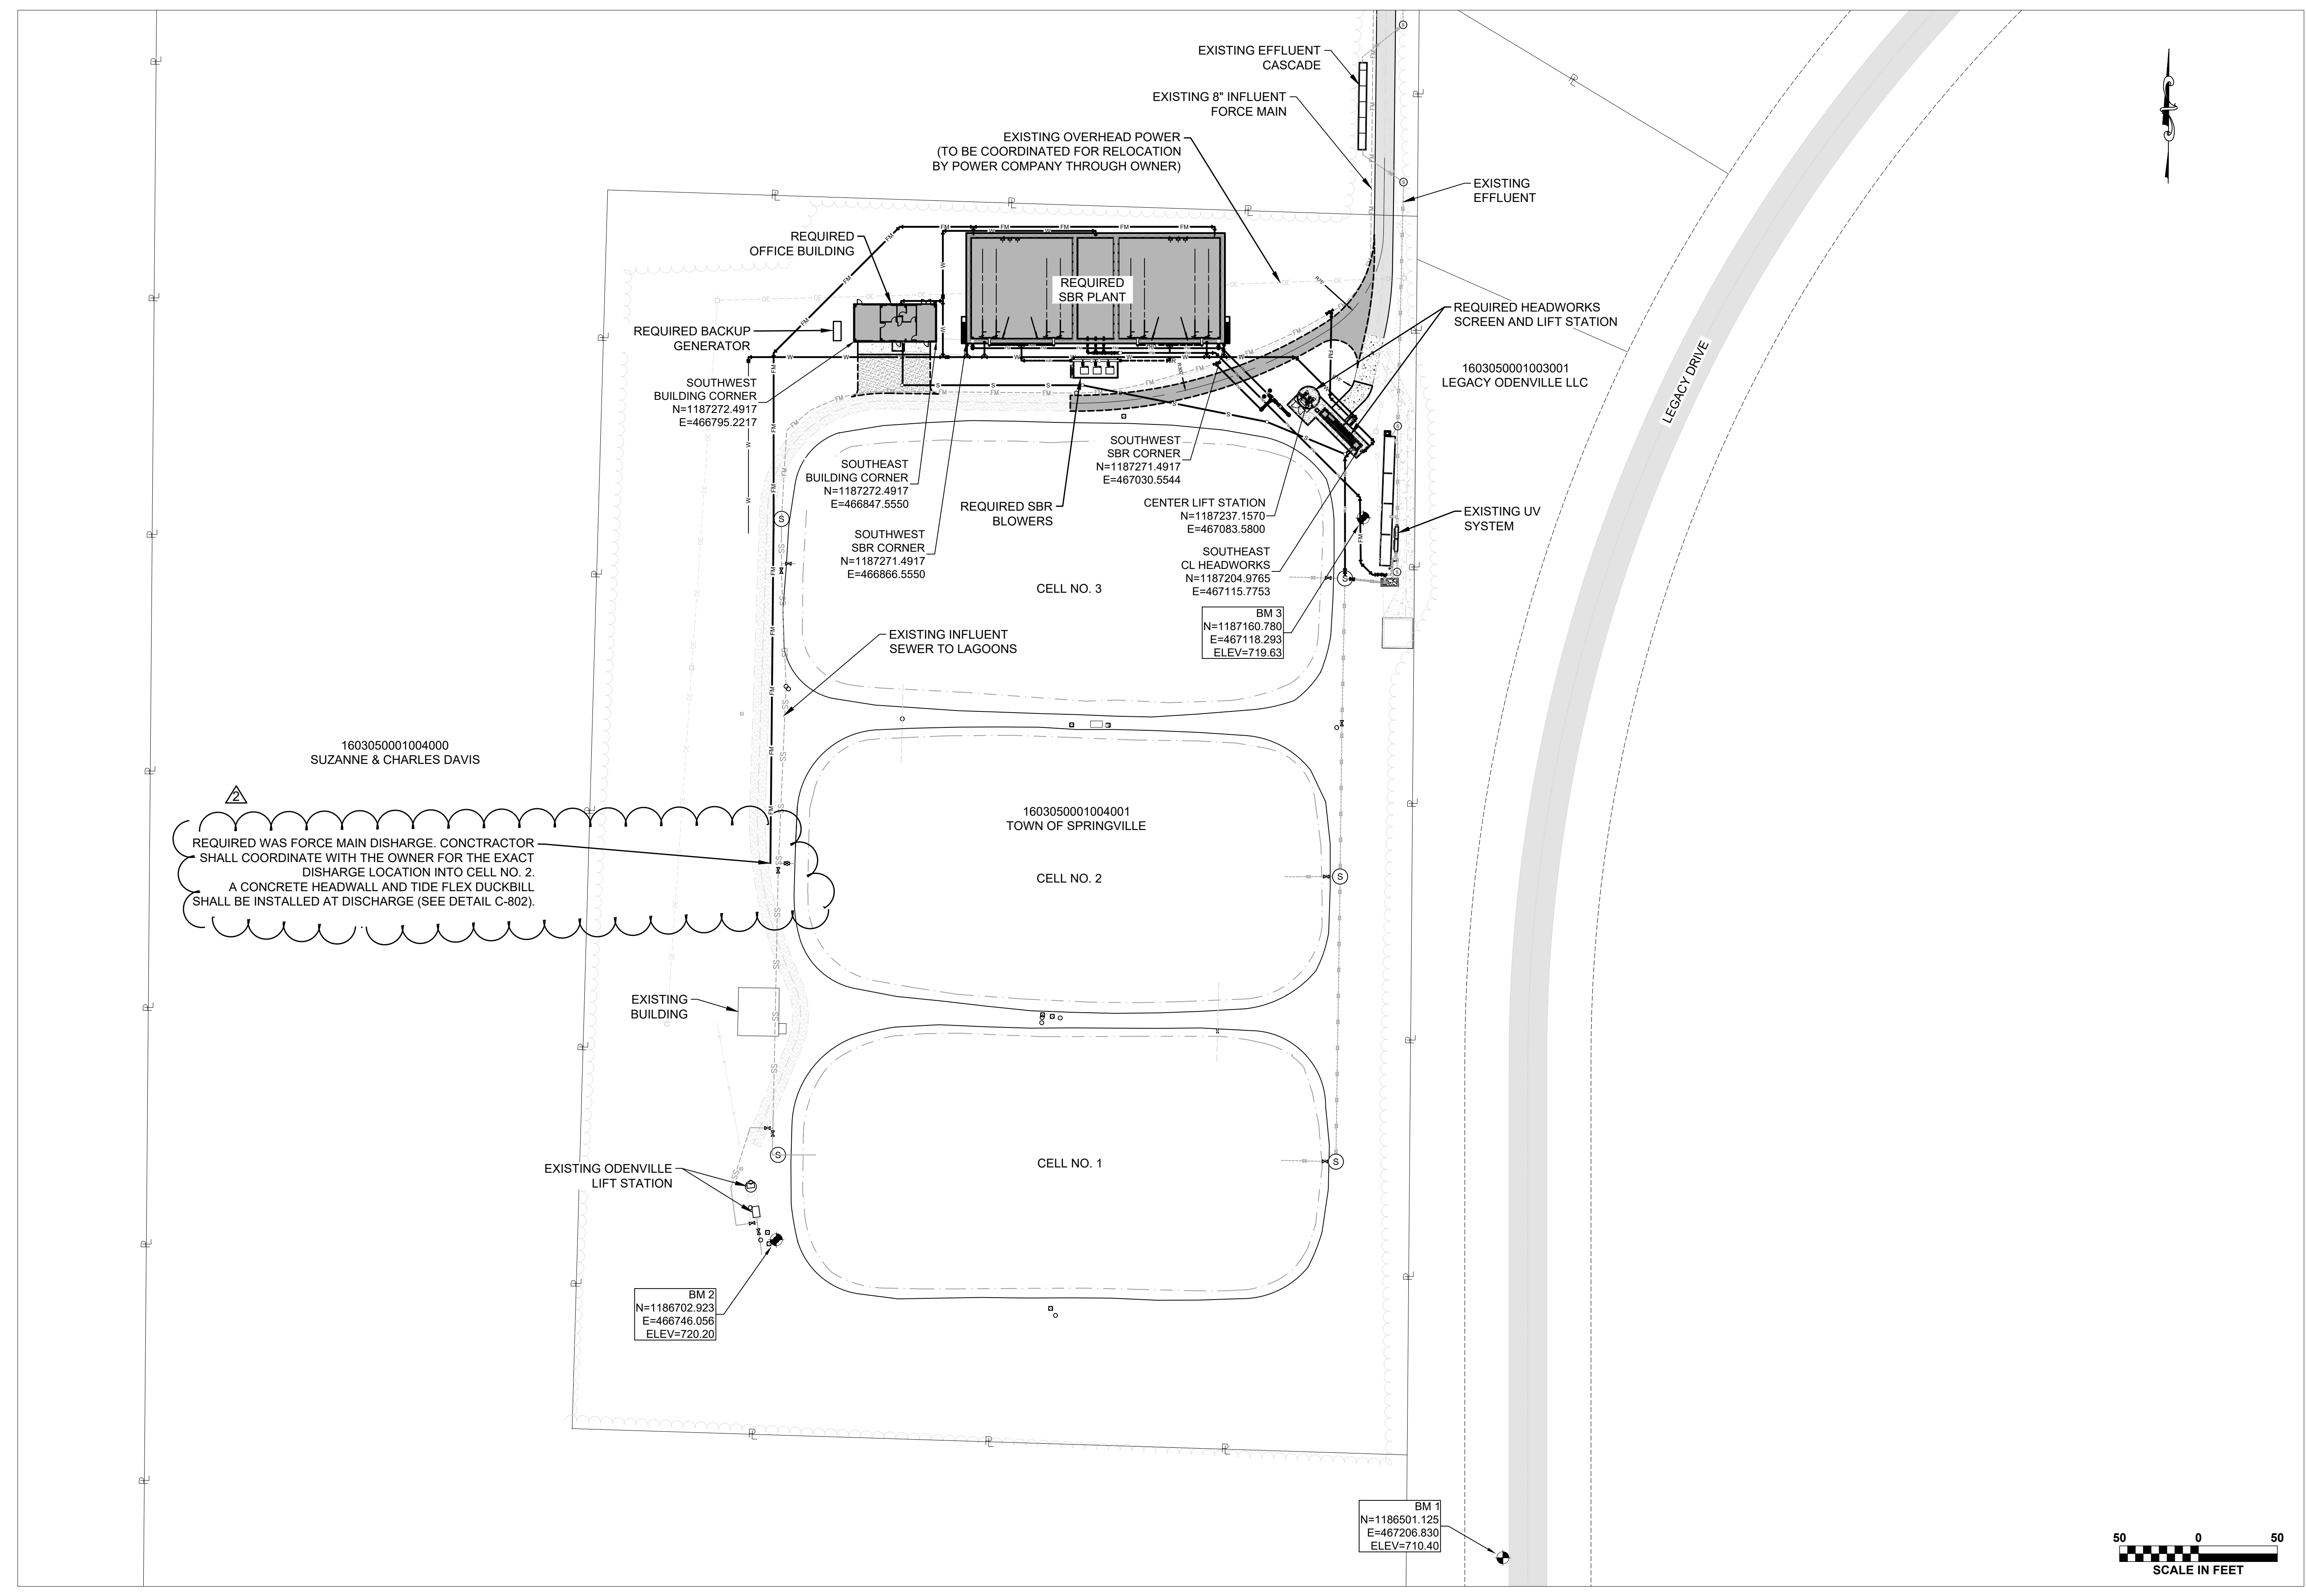 EXISTING EFFLUENT
CASCADE
EXISTING 8" INFLUENT
FORCE MAIN
EXISTING OVERHEAD POWER
(TO BE COORDINATED FOR RELOCATION
BY POWER COMPANY THROUGH OWNER)
EXISTING
EFFLUENT
REQUIRED
OFFICE BUILDING
REQUIRED
SBR PLANT
REQUIRED HEADWORKS
SCREEN AND LIFT STATION
REQUIRED BACKUP
GENERATOR
1603050001003001
LEGACY ODENVILLE LLC
LEGACY DRIVE
SOUTHWEST
BUILDING CORNER
N=1187272.4917
E=466795.2217
SOUTHEAST
BUILDING CORNER
N=1187272.4917
E=466847.5550
SOUTHWEST
SBR CORNER
N=1187271.4917
E=466866.5550
REQUIRED SBR
BLOWERS
SOUTHWEST
SBR CORNER
N=1187271.4917
E=467030.5544
CENTER LIFT STATION
N=1187237.1570
E=467083.5800
SOUTHEAST
CL HEADWORKS
N=1187204.9765
E=467115.7753
BM 3
N=1187160.780
E=467118.293
ELEV=719.63
EXISTING UV
SYSTEM
CELL NO. 3
EXISTING INFLUENT
SEWER TO LAGOONS
1603050001004000
SUZANNE & CHARLES DAVIS
2
REQUIRED WAS FORCE MAIN DISHARGE. CONCTRACTOR
SHALL COORDINATE WITH THE OWNER FOR THE EXACT
DISHARGE LOCATION INTO CELL NO. 2.
A CONCRETE HEADWALL AND TIDE FLEX DUCKBILL
SHALL BE INSTALLED AT DISCHARGE (SEE DETAIL C-802).
1603050001004001
TOWN OF SPRINGVILLE
CELL NO. 2
EXISTING
BUILDING
CELL NO. 1
EXISTING ODENVILLE
LIFT STATION
BM 2
N=1186702.923
E=466746.056
ELEV=720.20
BM 1
N=1186501.125
E=467206.830
ELEV=710.40
50 0 50
SCALE IN FEET